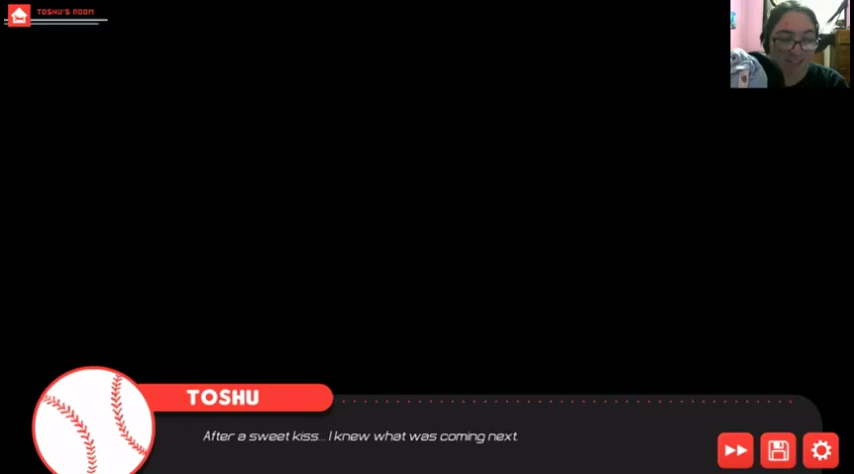 TOSHU'S ROOM
TOSHU
After a sweet kiss... I knew what was coming next.